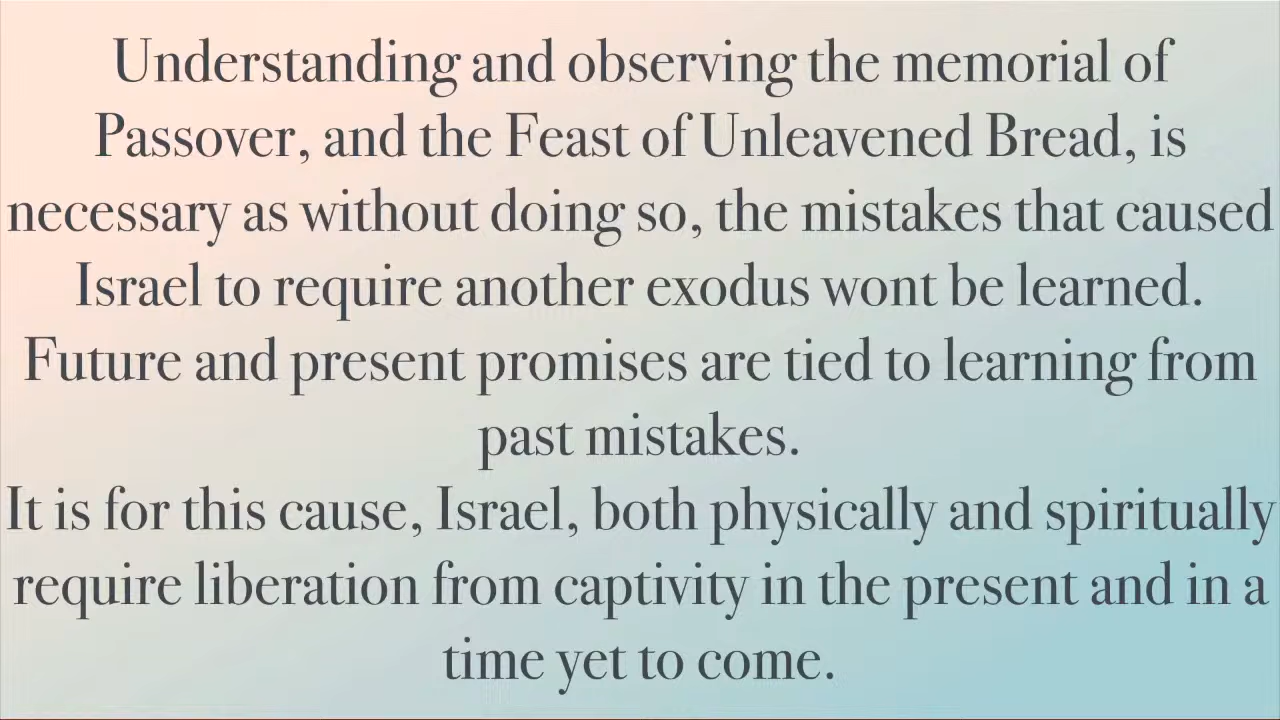 Understanding and observing the memorial of
Passover, and the Feast of Unleavened Bread, is
necessary as without doing so, the mistakes that caused
Israel to require another exodus wont be learned.
Future and present promises are tied to learning from
past mistakes.
It is for this cause, Israel, both physically and spiritually
require liberation from captivity in the present and in a
time yet to come.